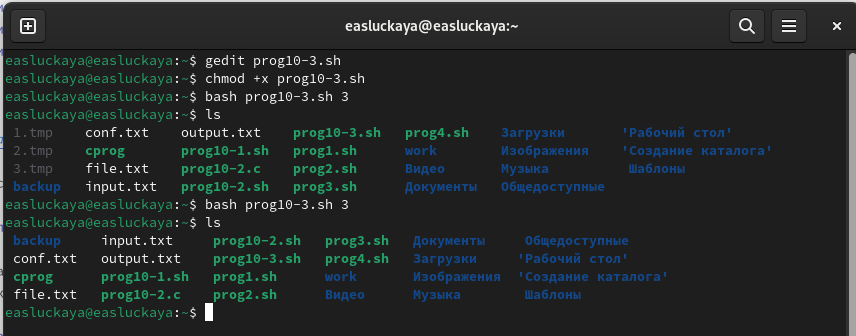 easluckaya@easluckaya:~
easluckaya@easluckaya:~$ gedit prog10-3.sh
easluckaya@easluckaya:~$ chmod +x prog10-3.sh
easluckaya@easluckaya:~$ bash prog10-3.sh 3
easluckaya@easluckaya:~$ ls
1.tmp conf.txt output.txt prog10-3.sh prog4.sh Загрузки 'Рабочий стол'
2.tmp cprog prog10-1.sh prog1.sh work Изображения 'Создание каталога'
3.tmp file.txt prog10-2.c prog2.sh Видео Музыка Шаблоны
backup input.txt prog10-2.sh prog3.sh Документы Общедоступные
easluckaya@easluckaya:~$ bash prog10-3.sh 3
easluckaya@easluckaya:~$ ls
backup input.txt prog10-2.sh prog3.sh Документы Общедоступные
conf.txt output.txt prog10-3.sh prog4.sh Загрузки 'Рабочий стол'
cprog prog10-1.sh prog1.sh work Изображения 'Создание каталога'
file.txt prog10-2.c prog2.sh Видео Музыка Шаблоны
easluckaya@easluckaya:~$